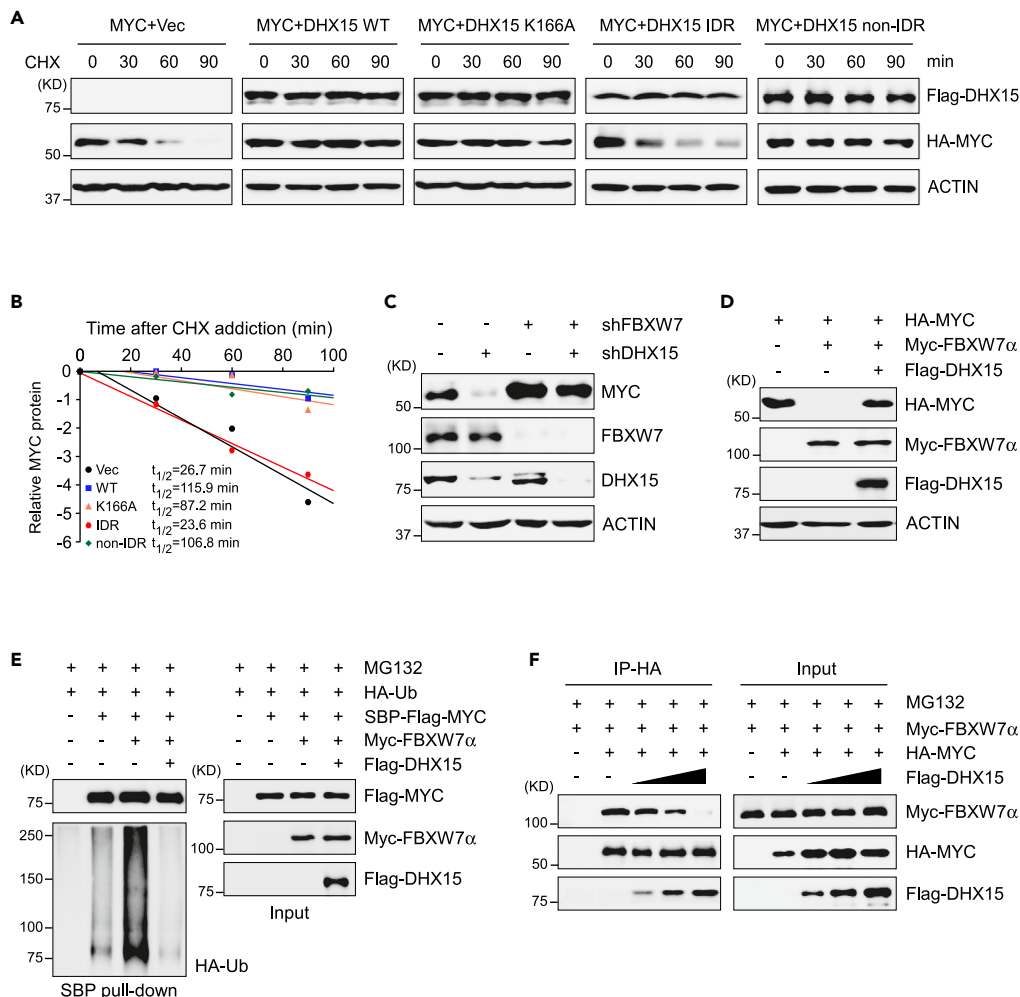 A
MYC+Vec MYC+DHX15 WT MYC+DHX15 K166A MYC+DHX15 IDR MYC+DHX15 non-IDR
CHX 0 30 60 90 0 30 60 90 0 30 60 90 0 30 60 90 0 30 60 90 min
(KD)
75 Flag-DHX15
50 HA-MYC
37 ACTIN
B
Time after CHX addiction (min)
0 20 40 60 80 100
Relative MYC protein
0
-1
-2
-3
-4
-5
-6
Vec t1/2=26.7 min
WT t1/2=115.9 min
K166A t1/2=87.2 min
IDR t1/2=23.6 min
non-IDR t1/2=106.8 min
C
- - + + shFBXW7
- + - + shDHX15
(KD)
50 MYC
100 FBXW7
75 DHX15
37 ACTIN
D
+ + + HA-MYC
- + + Myc-FBXW7α
- - + Flag-DHX15
(KD)
50 HA-MYC
100 Myc-FBXW7α
75 Flag-DHX15
37 ACTIN
E
+ + + + + + + + MG132
+ + + + + + + + HA-Ub
- + + + - + + + SBP-Flag-MYC
- - + + - - + + Myc-FBXW7α
- - - + - - - + Flag-DHX15
(KD) (KD)
75 75 Flag-MYC
250 100 Myc-FBXW7α
150 75 Flag-DHX15
100 Input
75 HA-Ub
SBP pull-down
F
IP-HA Input
+ + + + + + + + + + MG132
+ + + + + + + + + + Myc-FBXW7α
- + + + + - + + + + HA-MYC
- - - - Flag-DHX15
(KD) (KD)
100 100 Myc-FBXW7α
50 50 HA-MYC
75 75 Flag-DHX15